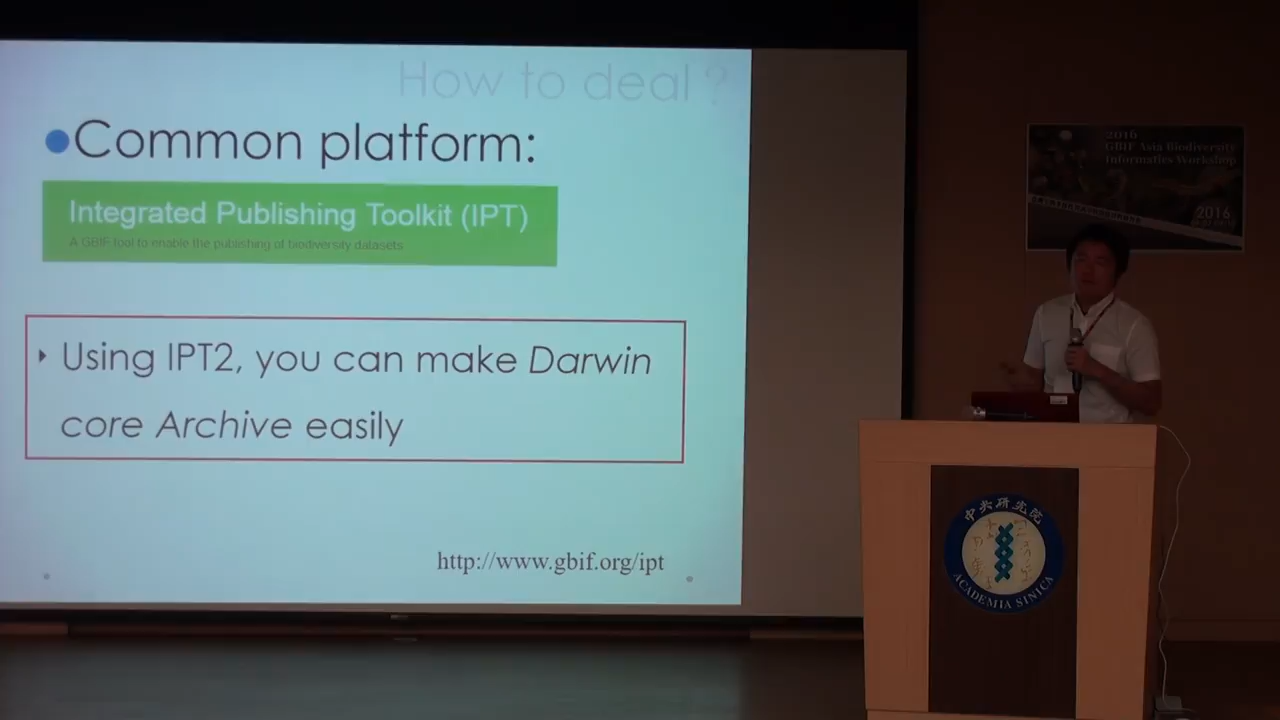 How to deal ?
Common platform:
Integrated Publishing Toolkit (IPT)
A GBIF tool to enable the publishing of biodiversity datasets
Using IPT2, you can make Darwin
core Archive easily
http://www.gbif.org/ipt
2016
GBIF Asia Biodiversity
Informatics Workshop
2016
中央研究院
ACADEMIA SINICA